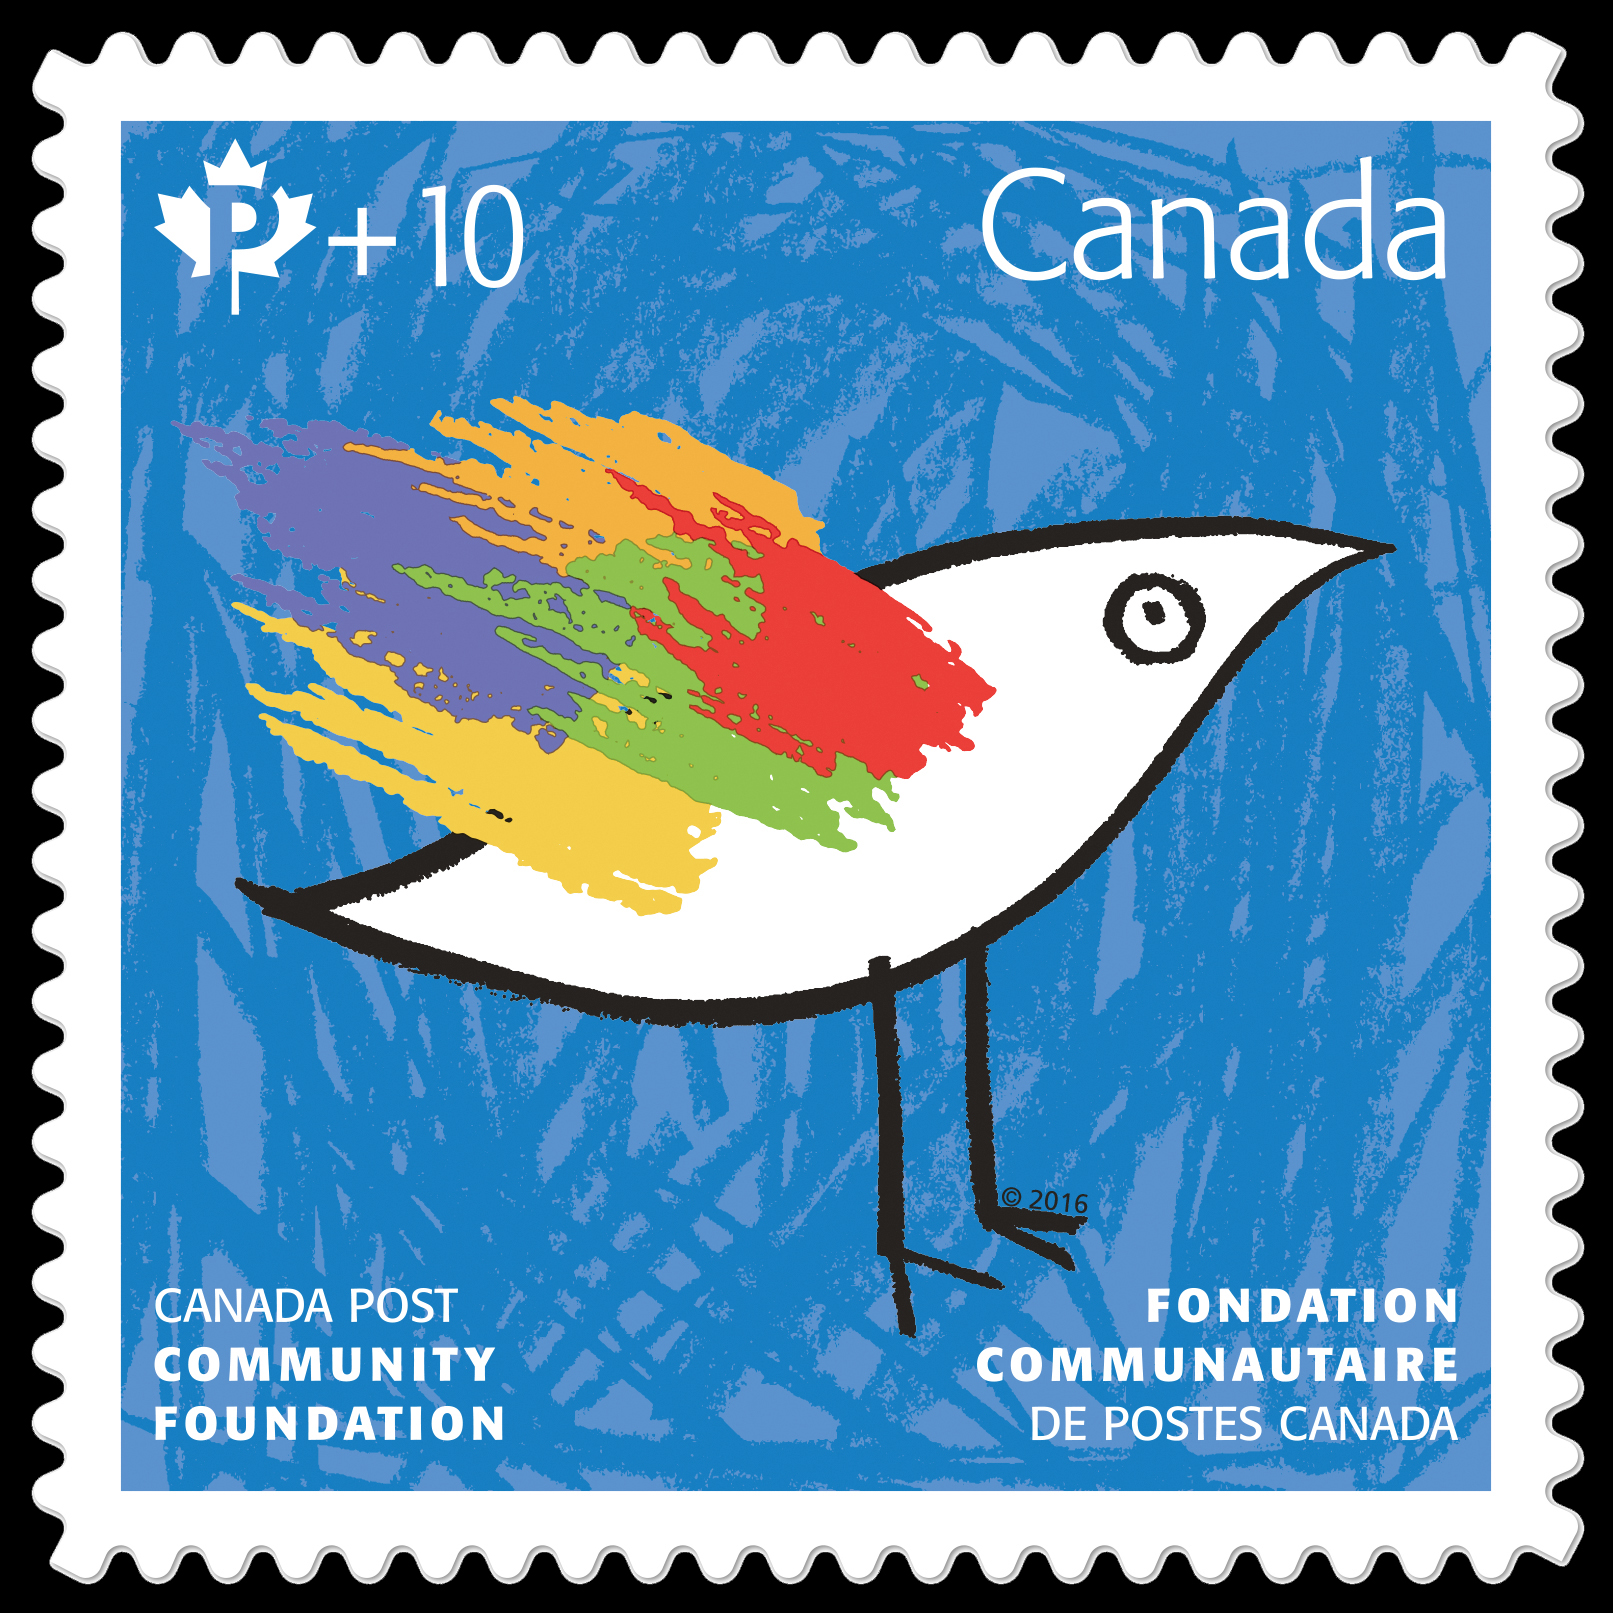 P +10
Canada
© 2016
CANADA POST
COMMUNITY
FOUNDATION
FONDATION
COMMUNAUTAIRE
DE POSTES CANADA